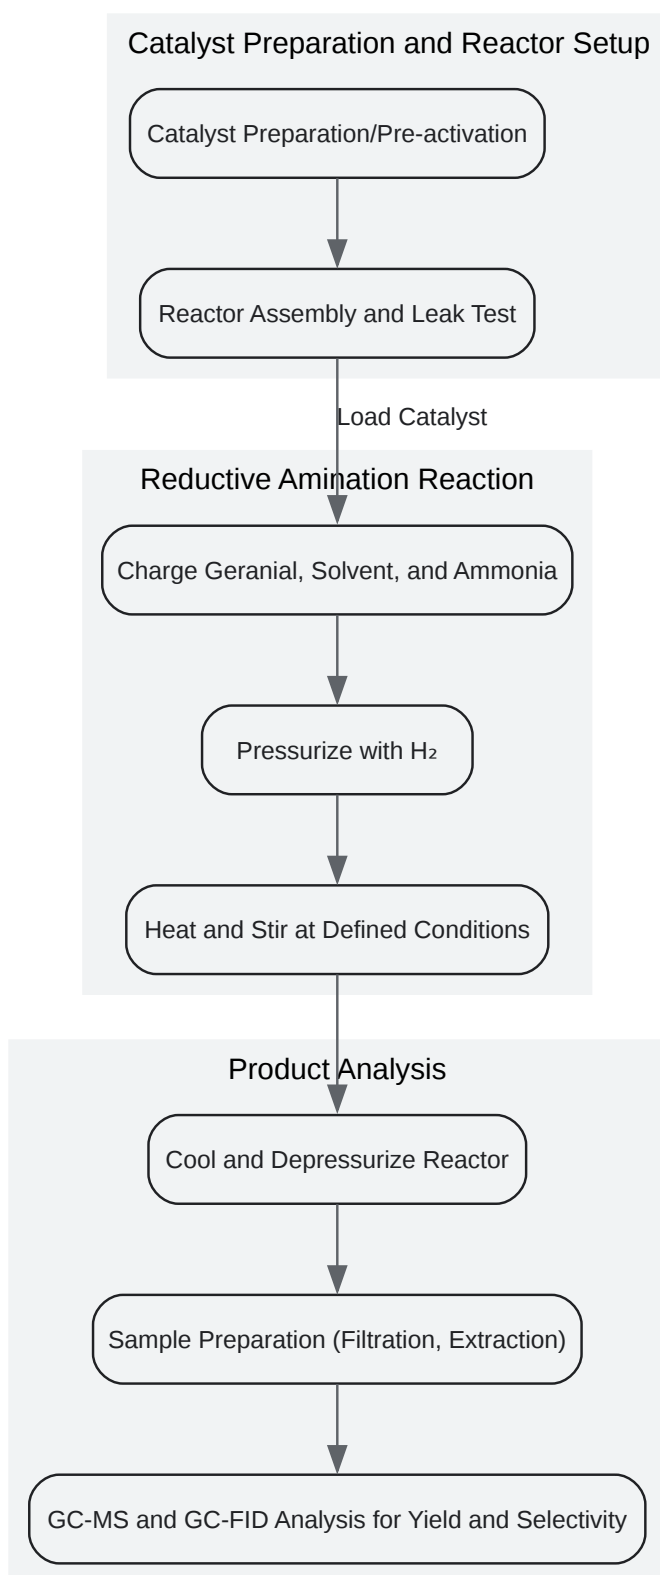 Catalyst Preparation and Reactor Setup
Catalyst Preparation/Pre-activation
Reactor Assembly and Leak Test
Load Catalyst
Reductive Amination Reaction
Charge Geranial, Solvent, and Ammonia
Pressurize with H₂
Heat and Stir at Defined Conditions
Product Analysis
Cool and Depressurize Reactor
Sample Preparation (Filtration, Extraction)
GC-MS and GC-FID Analysis for Yield and Selectivity